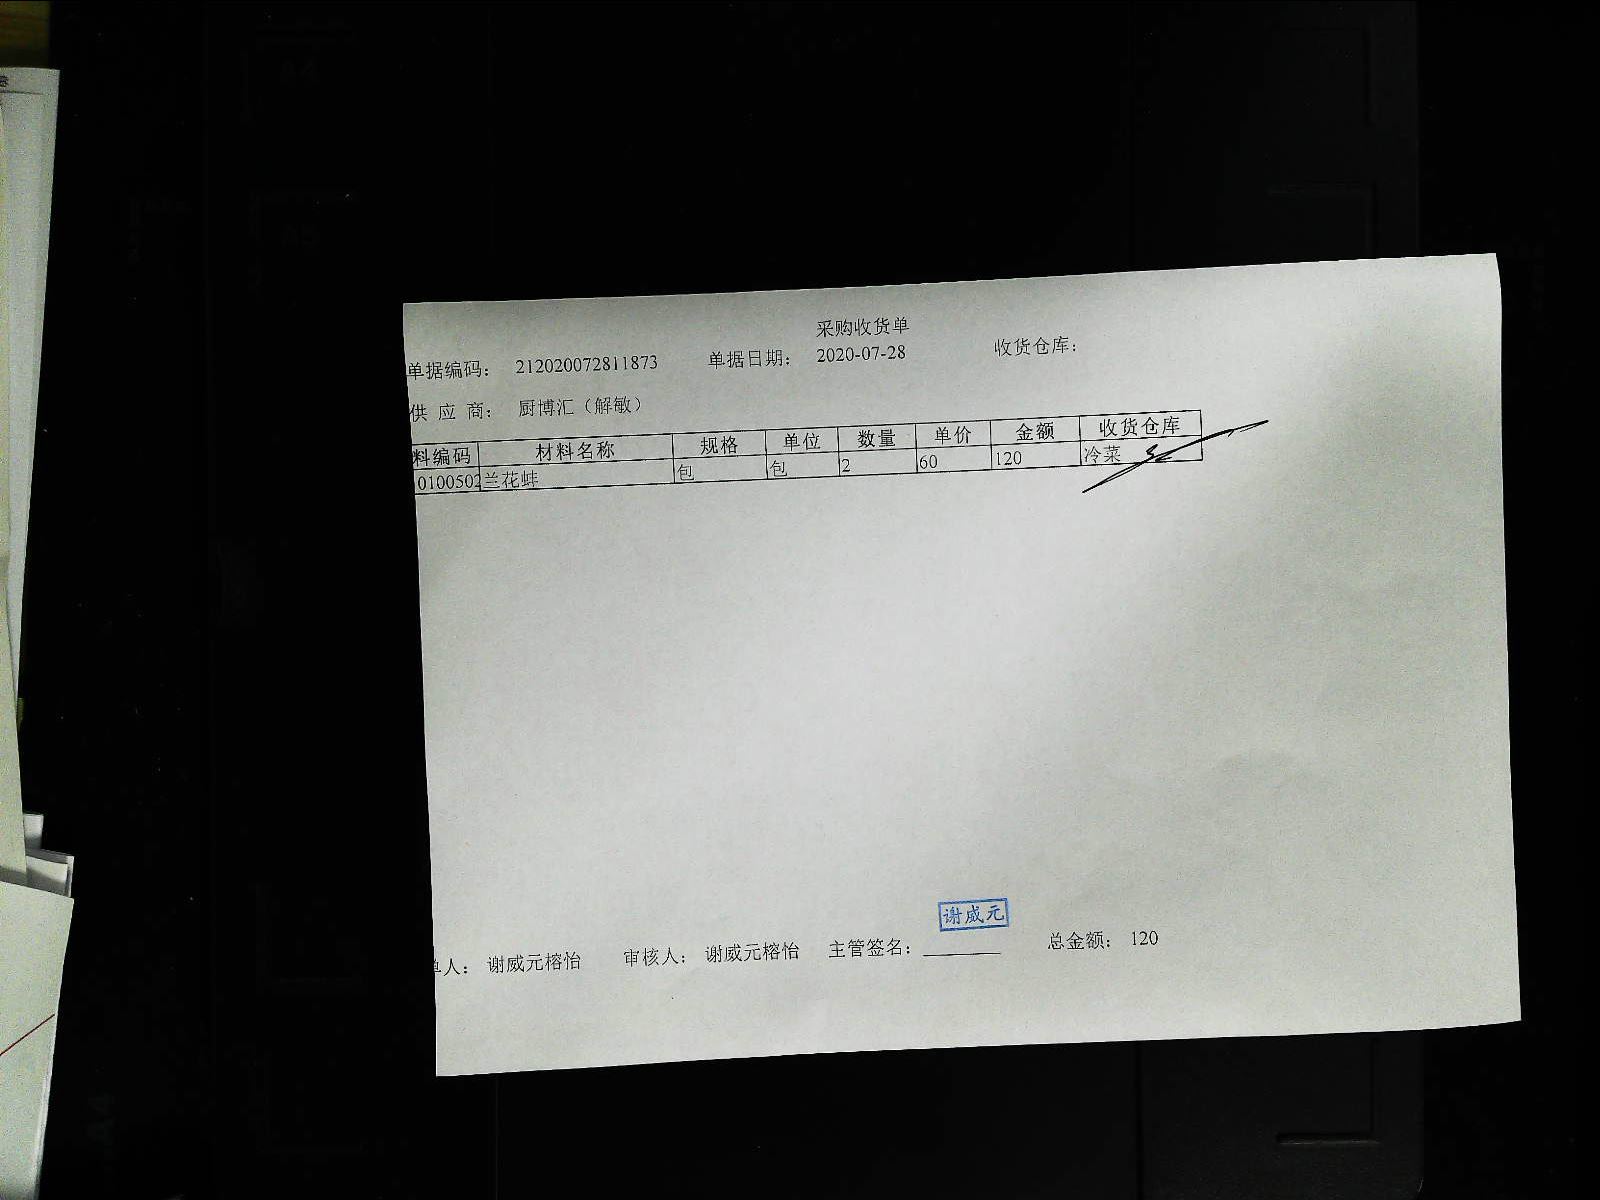 采购收货单
单据编码： 212020072811873 单据日期： 2020-07-28 收货仓库：
供 应 商： 厨博汇（解敏）
料编码 材料名称 规格 单位 数量 单价 金额 收货仓库
0100502 兰花蚌 包 包 2 60 120 冷菜
谢威元
单人： 谢威元榕怡 审核人： 谢威元榕怡 主管签名： 总金额： 120